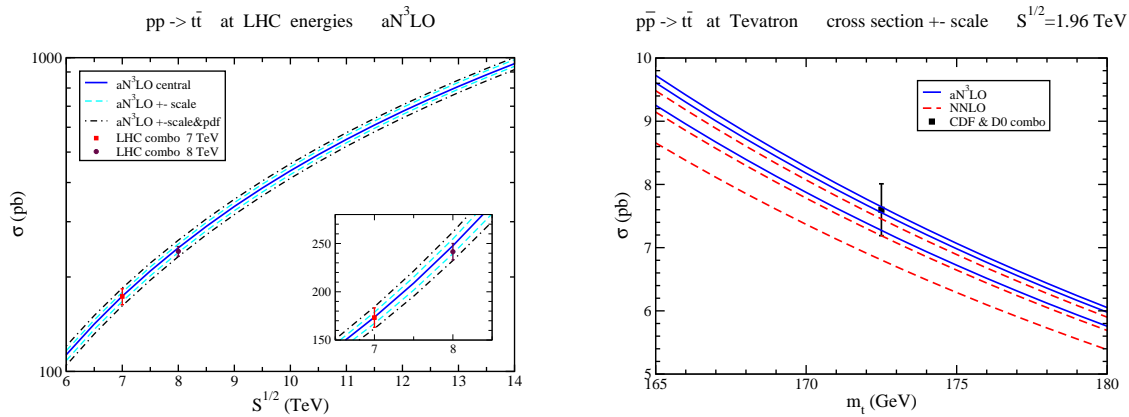 pp -> tt̄ at LHC energies aN³LO
1000
aN³LO central
aN³LO +- scale
aN³LO +-scale&pdf
LHC combo 7 TeV
LHC combo 8 TeV
σ (pb)
250
200
150
7
8
100
6
7
8
9
10
11
12
13
14
S^{1/2} (TeV)
pp̄ -> tt̄ at Tevatron cross section +- scale S^{1/2}=1.96 TeV
10
aN³LO
NNLO
CDF & D0 combo
9
8
σ (pb)
7
6
5
165
170
175
180
m_t (GeV)